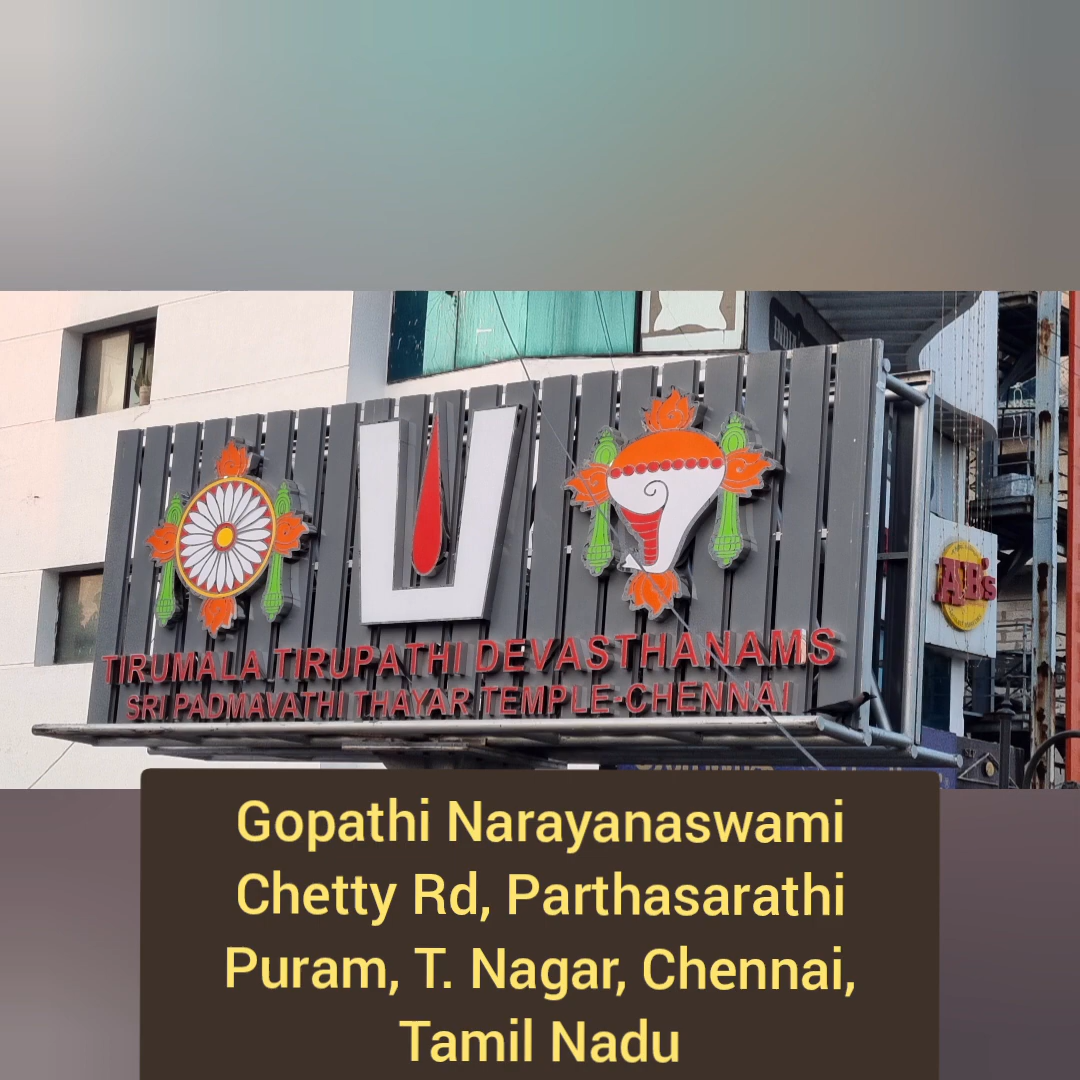 TIRUMALA TIRUPATHI DEVASTHANAMS
SRI PADMAVATHI THAYAR TEMPLE-CHENNAI
AB's
Gopathi Narayanaswami
Chetty Rd, Parthasarathi
Puram, T. Nagar, Chennai,
Tamil Nadu